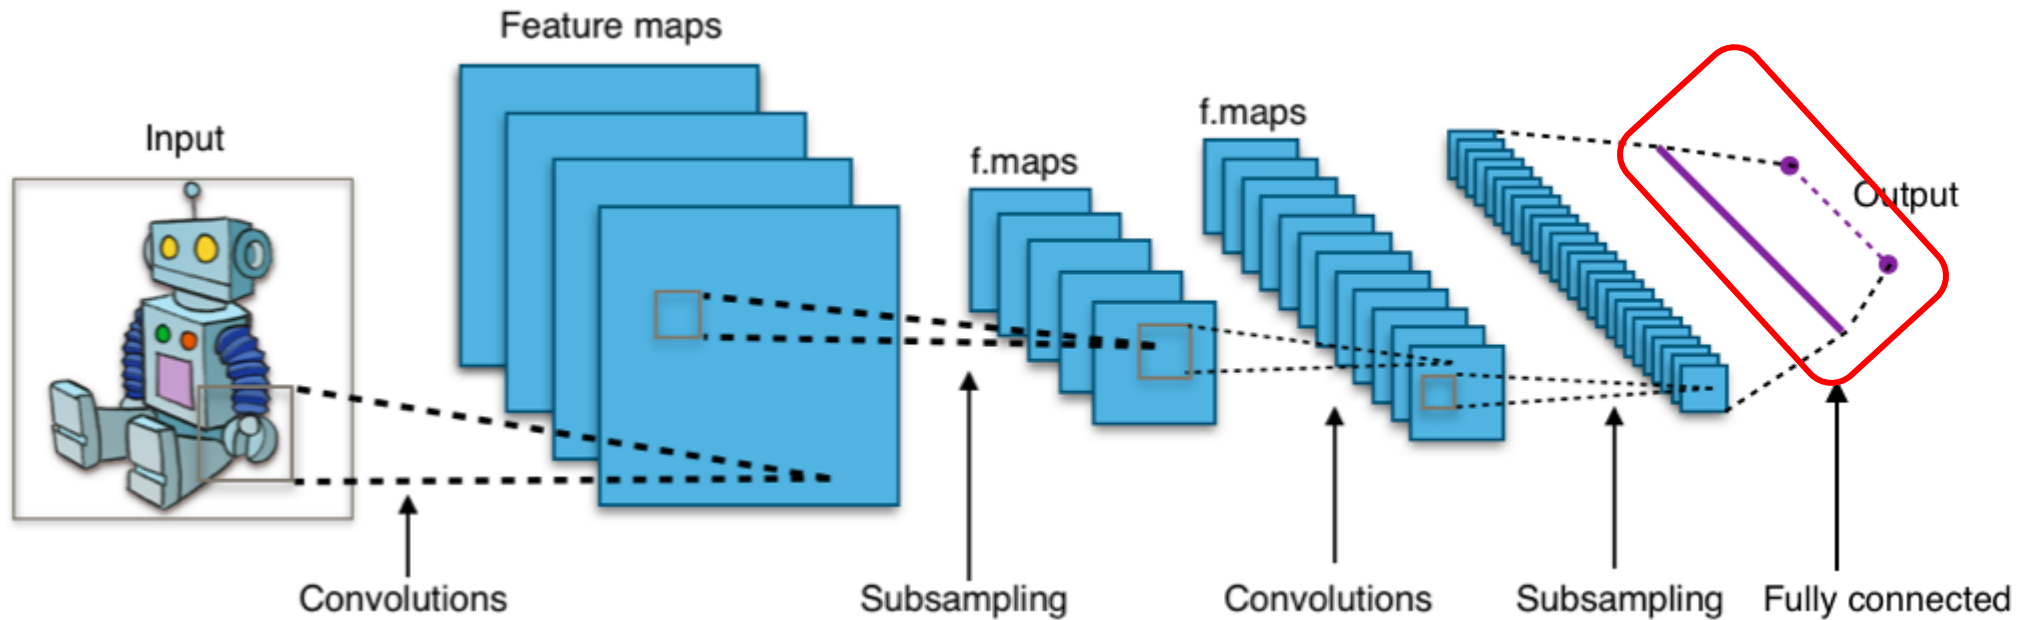 Feature maps
Input
f.maps
f.maps
Output
Convolutions
Subsampling
Convolutions
Subsampling
Fully connected